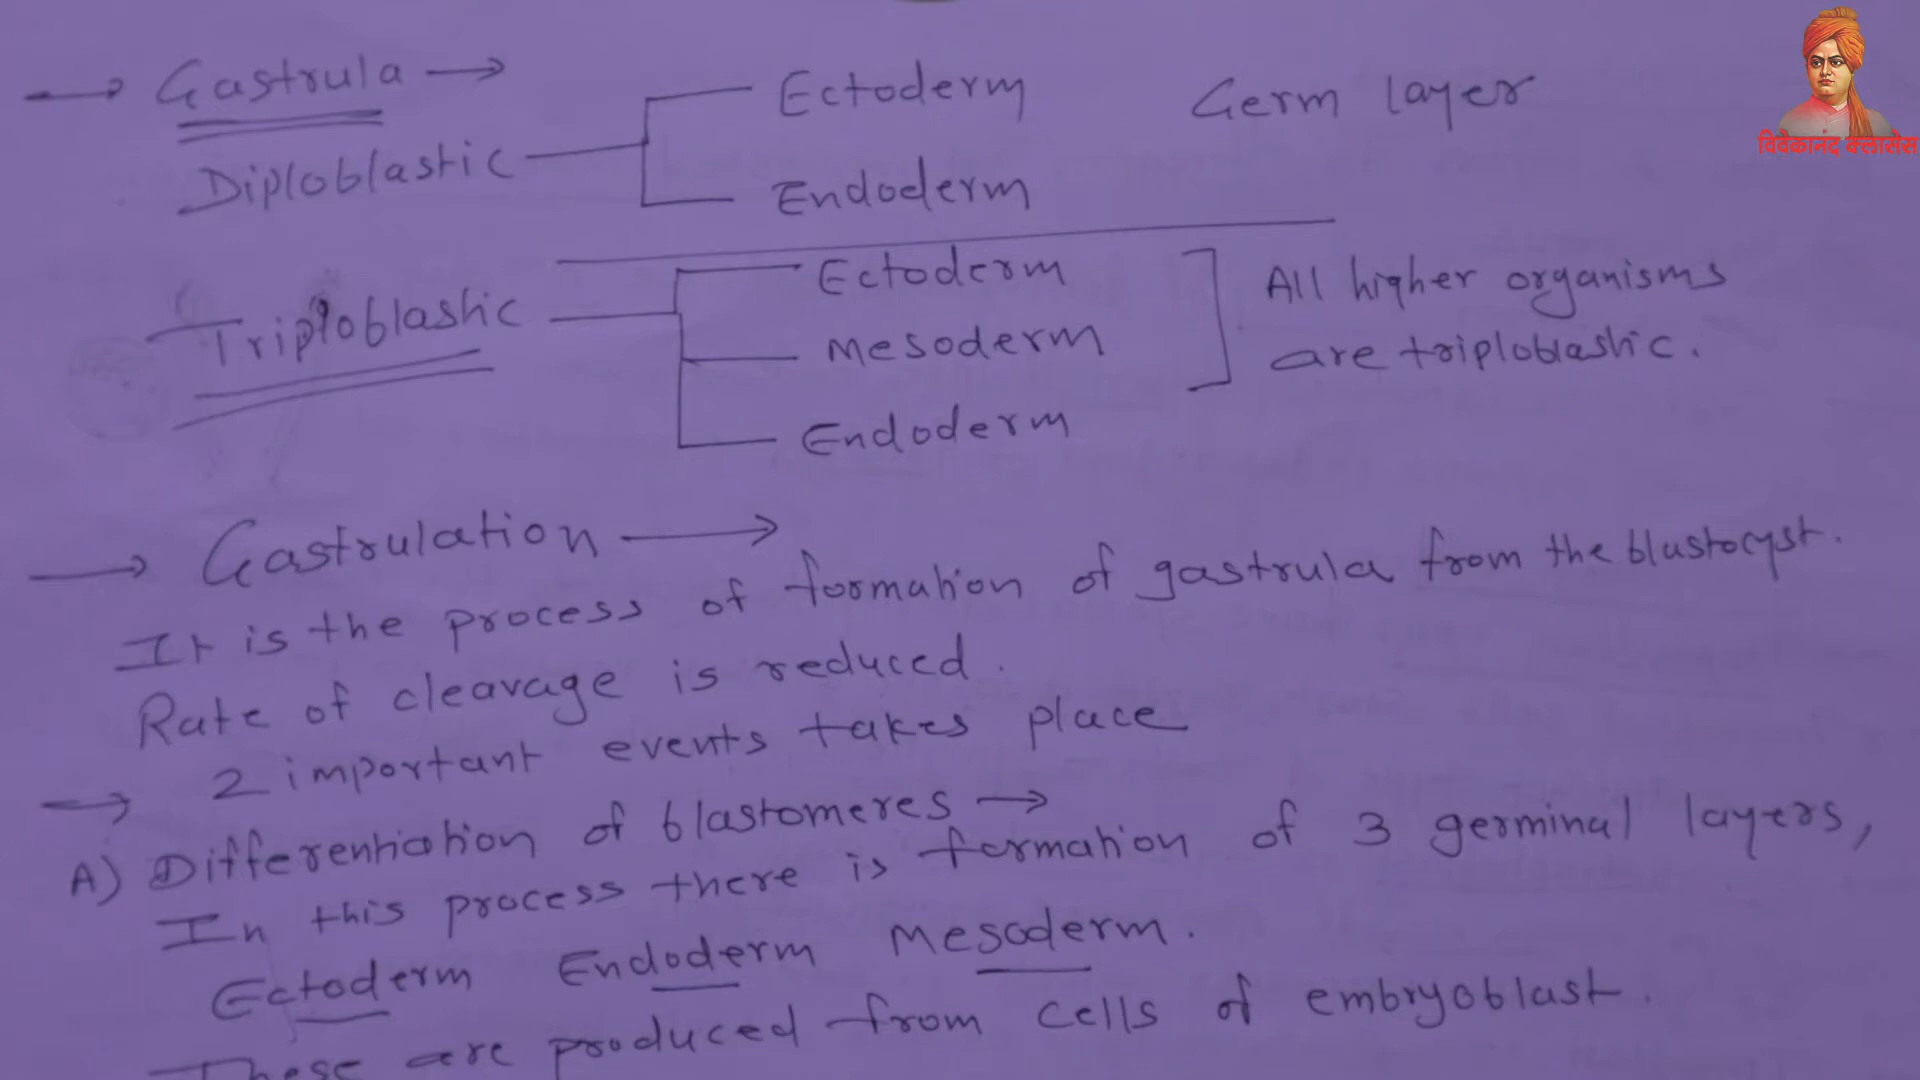 → Gastrula →
Ectoderm
Germ layer
Diploblastic
Endoderm
Ectoderm
Triploblastic
Mesoderm
Endoderm
All higher organisms
are triploblastic.
→ Gastrulation →
It is the process of formation of gastrula from the blastocyst.
Rate of cleavage is reduced.
→ 2 important events takes place
A) Differentiation of blastomeres →
In this process there is formation of 3 germinal layers,
Ectoderm Endoderm Mesoderm.
These are produced from cells of embryoblast.
विवेकानंद क्लासेस